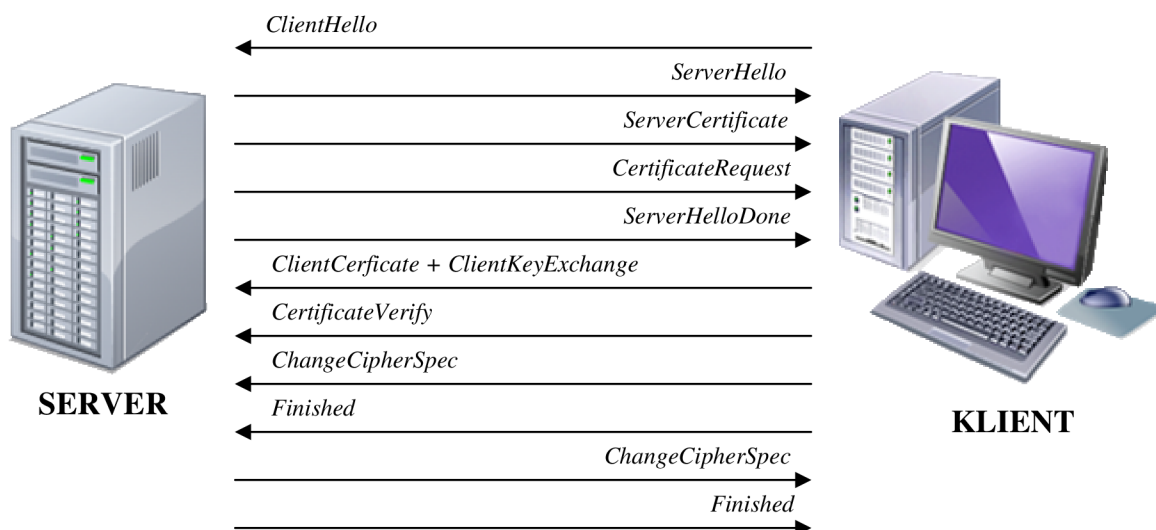 ClientHello
ServerHello
ServerCertificate
CertificateRequest
ServerHelloDone
ClientCerficate + ClientKeyExchange
CertificateVerify
ChangeCipherSpec
SERVER
Finished
KLIENT
ChangeCipherSpec
Finished